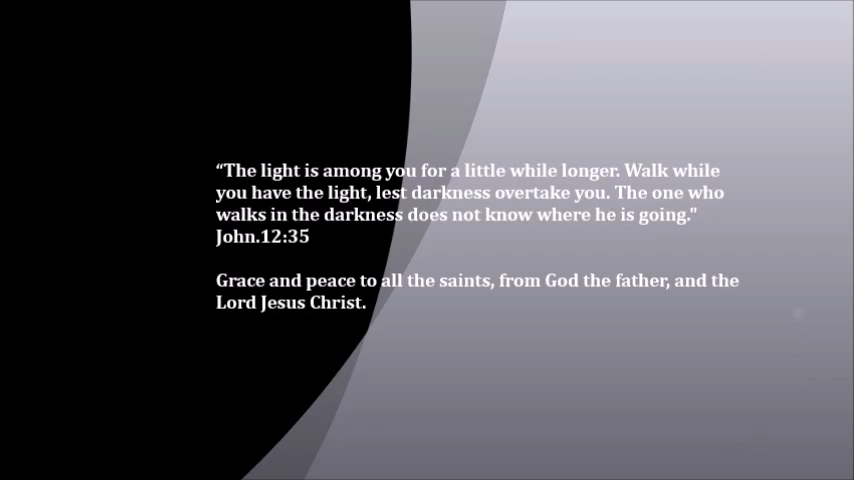 “The light is among you for a little while longer. Walk while
you have the light, lest darkness overtake you. The one who
walks in the darkness does not know where he is going."
John.12:35
Grace and peace to all the saints, from God the father, and the
Lord Jesus Christ.